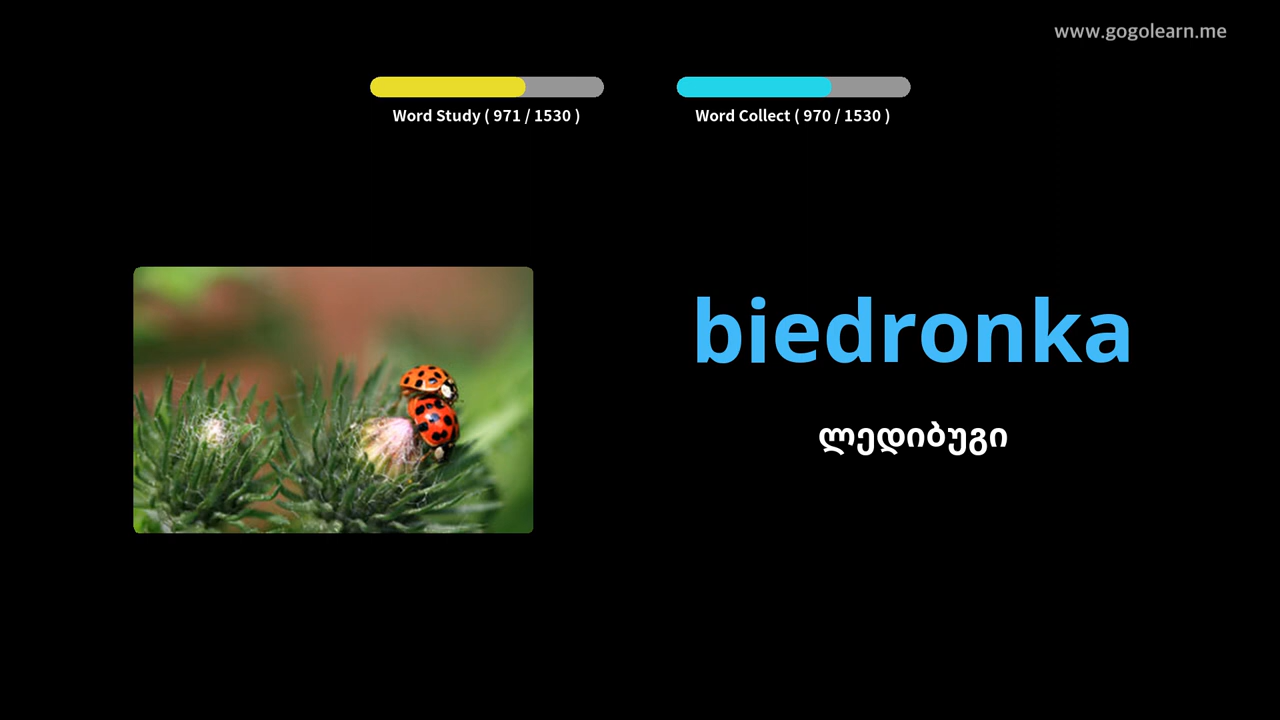 www.gogolearn.me
Word Study ( 971 / 1530 )
Word Collect ( 970 / 1530 )
biedronka
ლედიბუგი